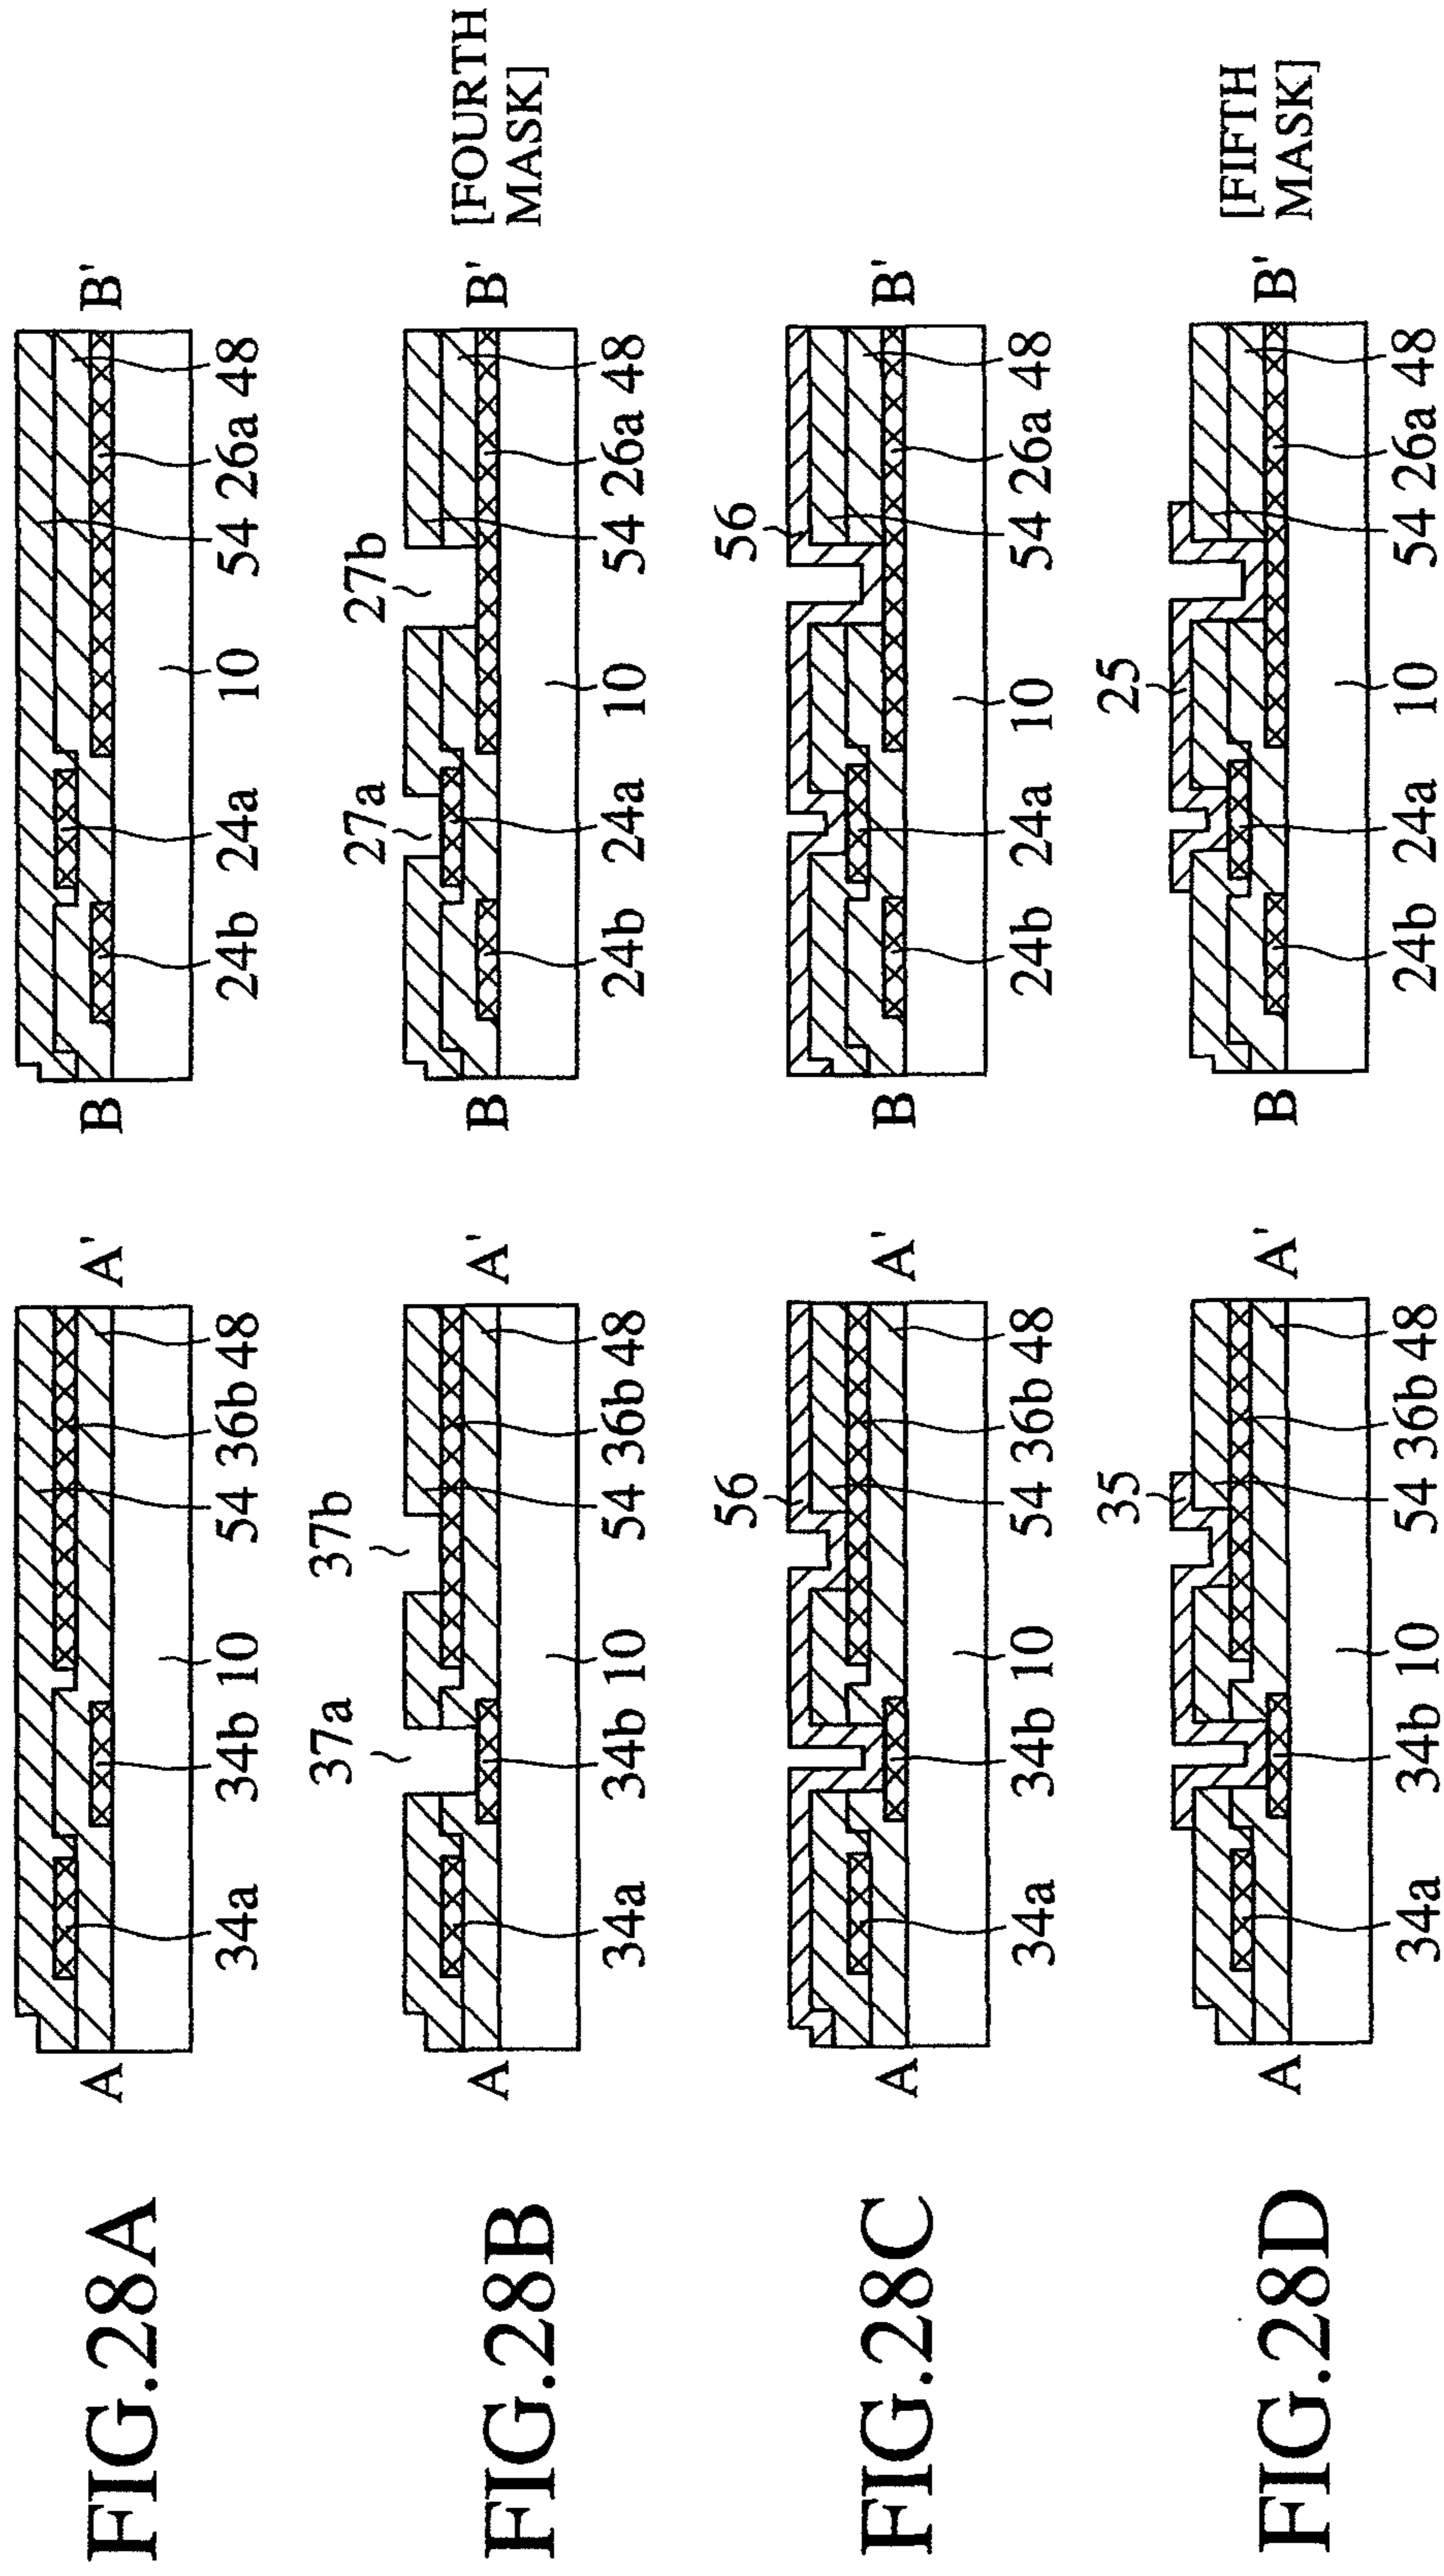 FIG.28A
A
A'
34a
34b
10
54
36b
48
B
B'
24b
24a
10
54
26a
48
FIG.28B
37a
37b
A
A'
34a
34b
10
54
36b
48
27a
27b
B
B'
24b
24a
10
54
26a
48
[FOURTH
MASK]
FIG.28C
56
A
A'
34a
34b
10
54
36b
48
56
B
B'
24b
24a
10
54
26a
48
FIG.28D
35
A
A'
34a
34b
10
54
36b
48
25
B
B'
24b
24a
10
54
26a
48
[FIFTH
MASK]